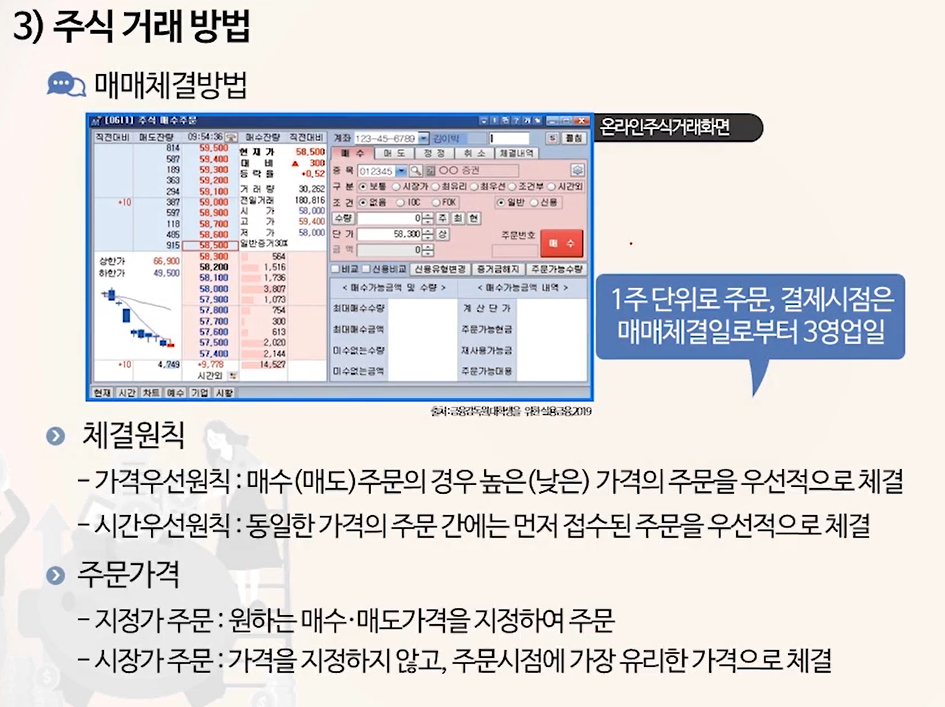 3) 주식 거래 방법
매매체결방법
[0611] 주식 매수주문
온라인주식거래화면
직전대비 매도잔량 09:54:36 매수잔량 직전대비
814 59,500 현재가 58,500
587 59,400 대비 ▲ 300
189 59,300 등락률 +0.52
363 59,200 거래량 30,262
294 59,100 전일거래 180,816
+10 387 59,000 시가 58,000
597 58,900 고가 59,400
118 58,700 저가 58,000
485 58,600 일반증거30%
915 58,500
상한가 66,900
하한가 49,500
58,300 564
58,200 1,516
58,100 1,736
58,000 3,807
57,900 1,073
57,800 754
57,700 300
57,600 613
57,500 2,020
57,400 2,144
+10 4,749 +9,778 14,527
시간외
현재 시간 차트 예수 기업 시황
계좌 123-45-6789 김이박
매수 매도 정정 취소 체결내역
종목 012345 ○○ 증권
구분 보통 시장가 최유리 최우선 조건부 시간외
조건 없음 IOC FOK 일반 신용
수량 0 주 최 현
단가 58,300 상 주문번호
금액 0 매수
비교 신용비교 신용유형변경 증거금해지 주문가능수량
< 매수가능금액 및 수량 > < 매수가능금액 내역 >
최대매수수량 계산단가
최대매수금액 주문가능현금
미수없는수량 재사용가능금
미수없는금액 주문가능대용
1주 단위로 주문, 결제시점은
매매체결일로부터 3영업일
출처:금융감독원,대학생을 위한 실용금융,2019
체결원칙
- 가격우선원칙 : 매수(매도)주문의 경우 높은(낮은) 가격의 주문을 우선적으로 체결
- 시간우선원칙 : 동일한 가격의 주문 간에는 먼저 접수된 주문을 우선적으로 체결
주문가격
- 지정가 주문 : 원하는 매수·매도가격을 지정하여 주문
- 시장가 주문 : 가격을 지정하지 않고, 주문시점에 가장 유리한 가격으로 체결